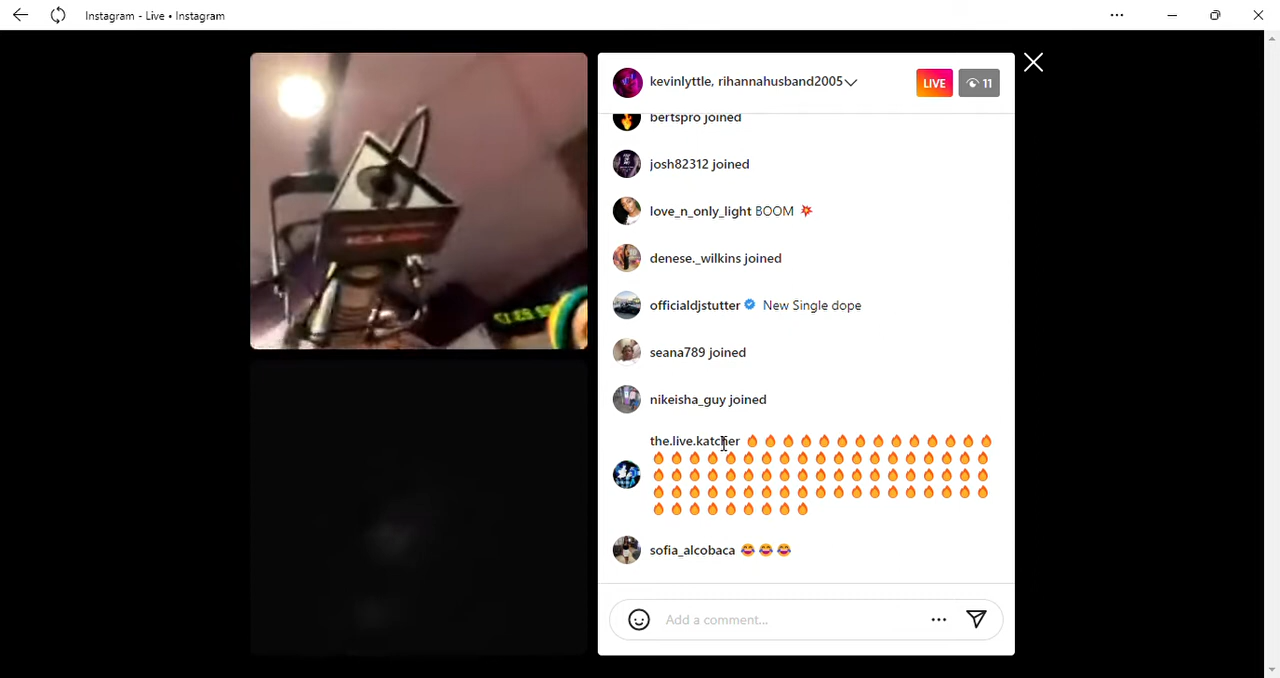 Instagram - Live • Instagram
kevinlyttle, rihannahusband2005
LIVE
11
bertspro joined
josh82312 joined
love_n_only_light BOOM 💥
denese._wilkins joined
officialdjstutter New Single dope
seana789 joined
nikeisha_guy joined
the.live.katcher 🔥🔥🔥🔥🔥🔥🔥🔥🔥🔥🔥🔥🔥🔥
🔥🔥🔥🔥🔥🔥🔥🔥🔥🔥🔥🔥🔥🔥🔥🔥🔥🔥🔥
🔥🔥🔥🔥🔥🔥🔥🔥🔥🔥🔥🔥🔥🔥🔥🔥🔥🔥🔥
🔥🔥🔥🔥🔥🔥🔥🔥🔥🔥🔥🔥🔥🔥🔥🔥🔥🔥🔥
🔥🔥🔥🔥🔥🔥🔥🔥🔥
sofia_alcobaca 😂😂😂
Add a comment...